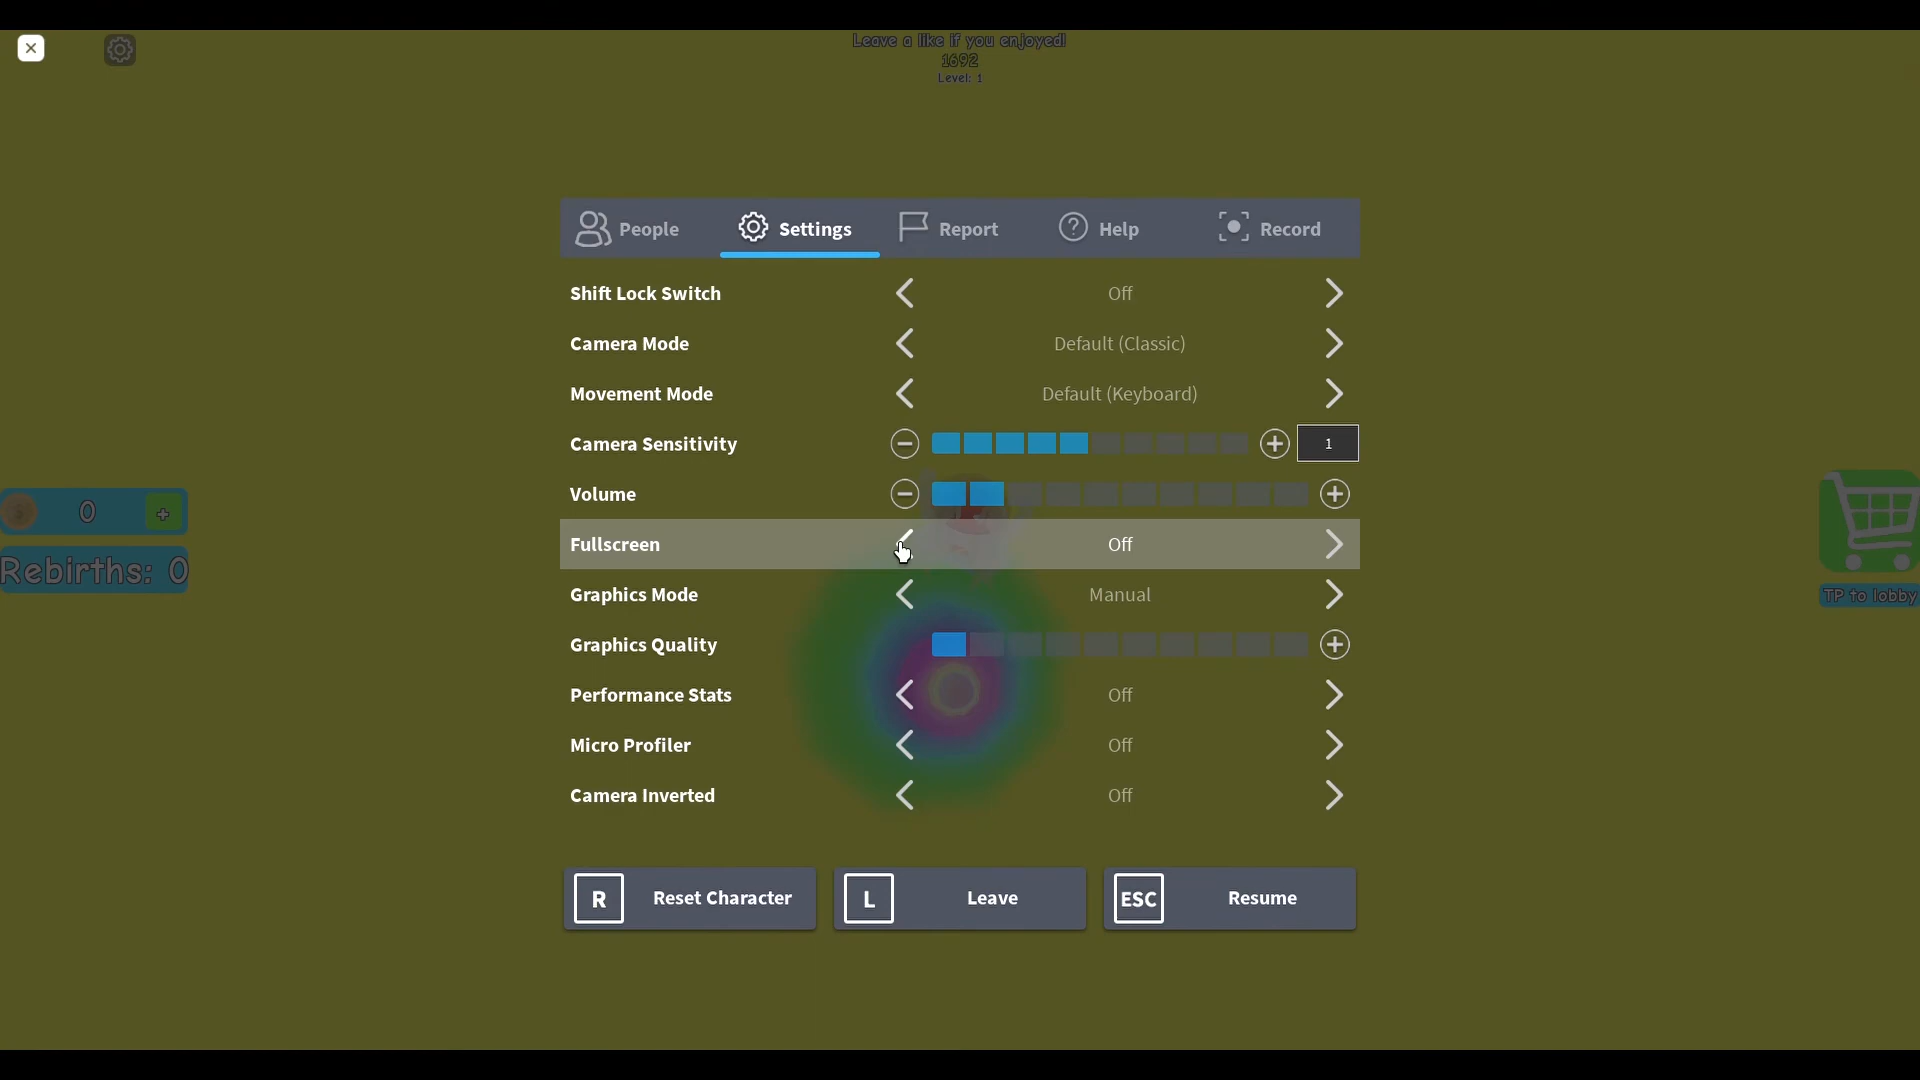 Leave a like if you enjoyed!
1692
Level: 1
People
Settings
Report
Help
Record
Shift Lock Switch
Off
Camera Mode
Default (Classic)
Movement Mode
Default (Keyboard)
Camera Sensitivity
1
Volume
Fullscreen
Off
Graphics Mode
Manual
Graphics Quality
Performance Stats
Off
Micro Profiler
Off
Camera Inverted
Off
0
+
Rebirths: 0
TP to lobby
R
Reset Character
L
Leave
ESC
Resume